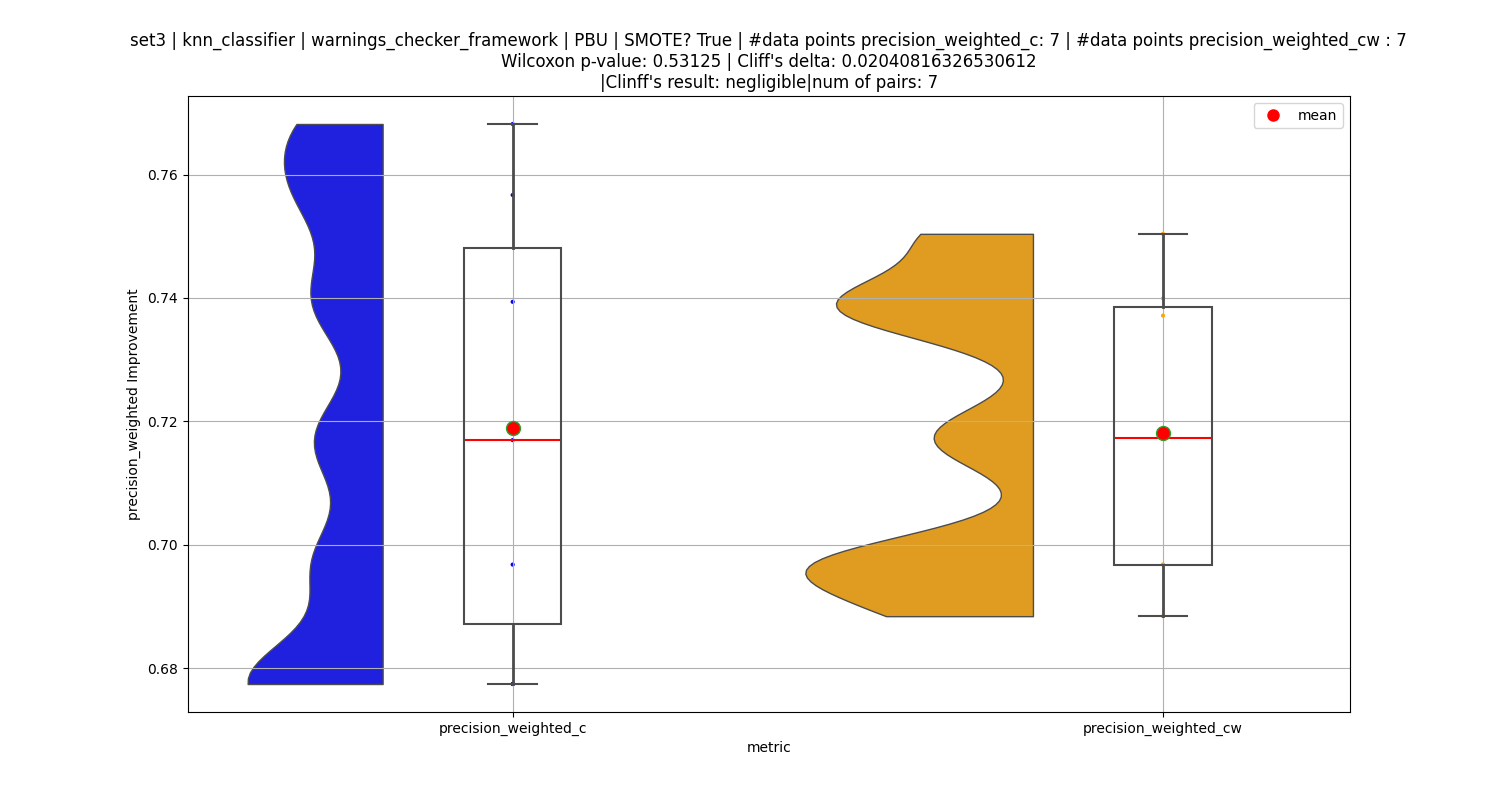 set3 | knn_classifier | warnings_checker_framework | PBU | SMOTE? True | #data points precision_weighted_c: 7 | #data points precision_weighted_cw : 7
Wilcoxon p-value: 0.53125 | Cliff's delta: 0.02040816326530612
|Clinff's result: negligible|num of pairs: 7
mean
0.76
0.74
0.72
0.70
0.68
precision_weighted Improvement
precision_weighted_c
precision_weighted_cw
metric